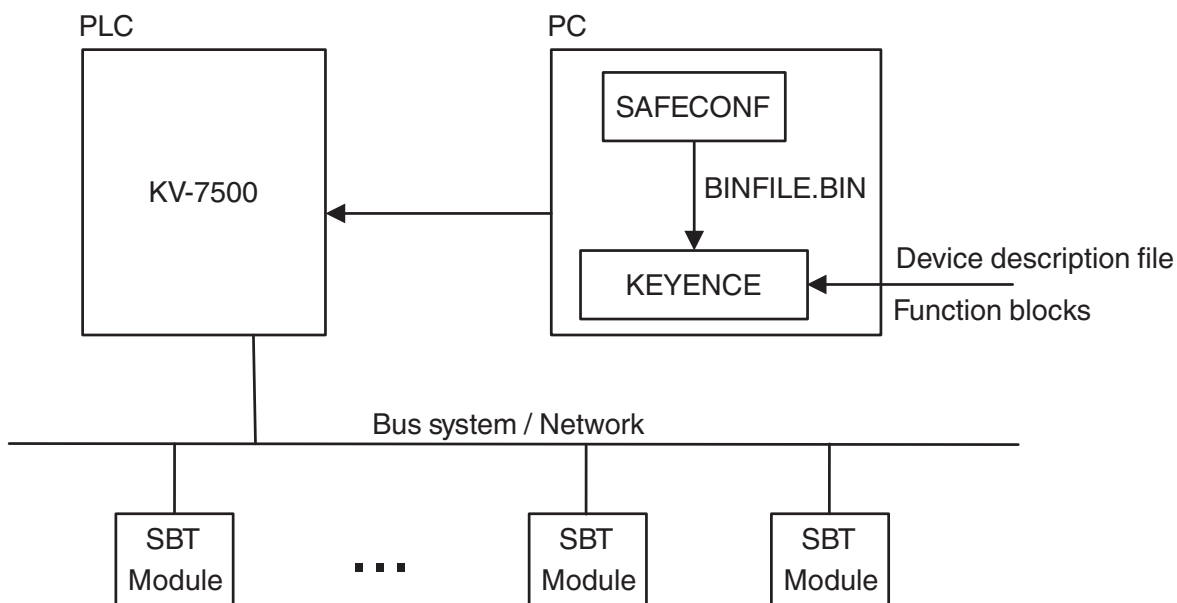 PLC
PC
KV-7500
SAFECONF
BINFILE.BIN
KEYENCE
Device description file
Function blocks
Bus system / Network
SBT
Module
...
SBT
Module
SBT
Module